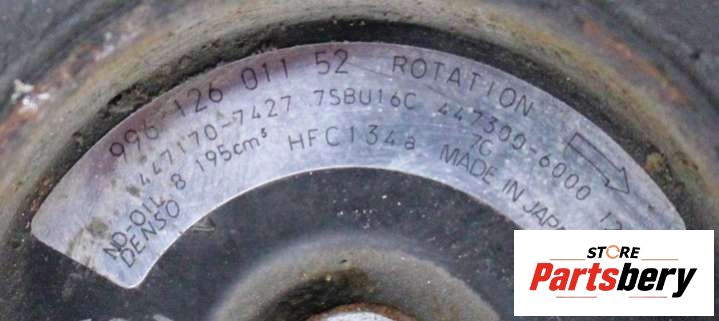 996 126 011 52 ROTATION
447170-7427 7SBU16C 447300-6000
ND-OIL 8 195cm³ HFC134a 7C
DENSO MADE IN JAPAN
STORE
Partsbery